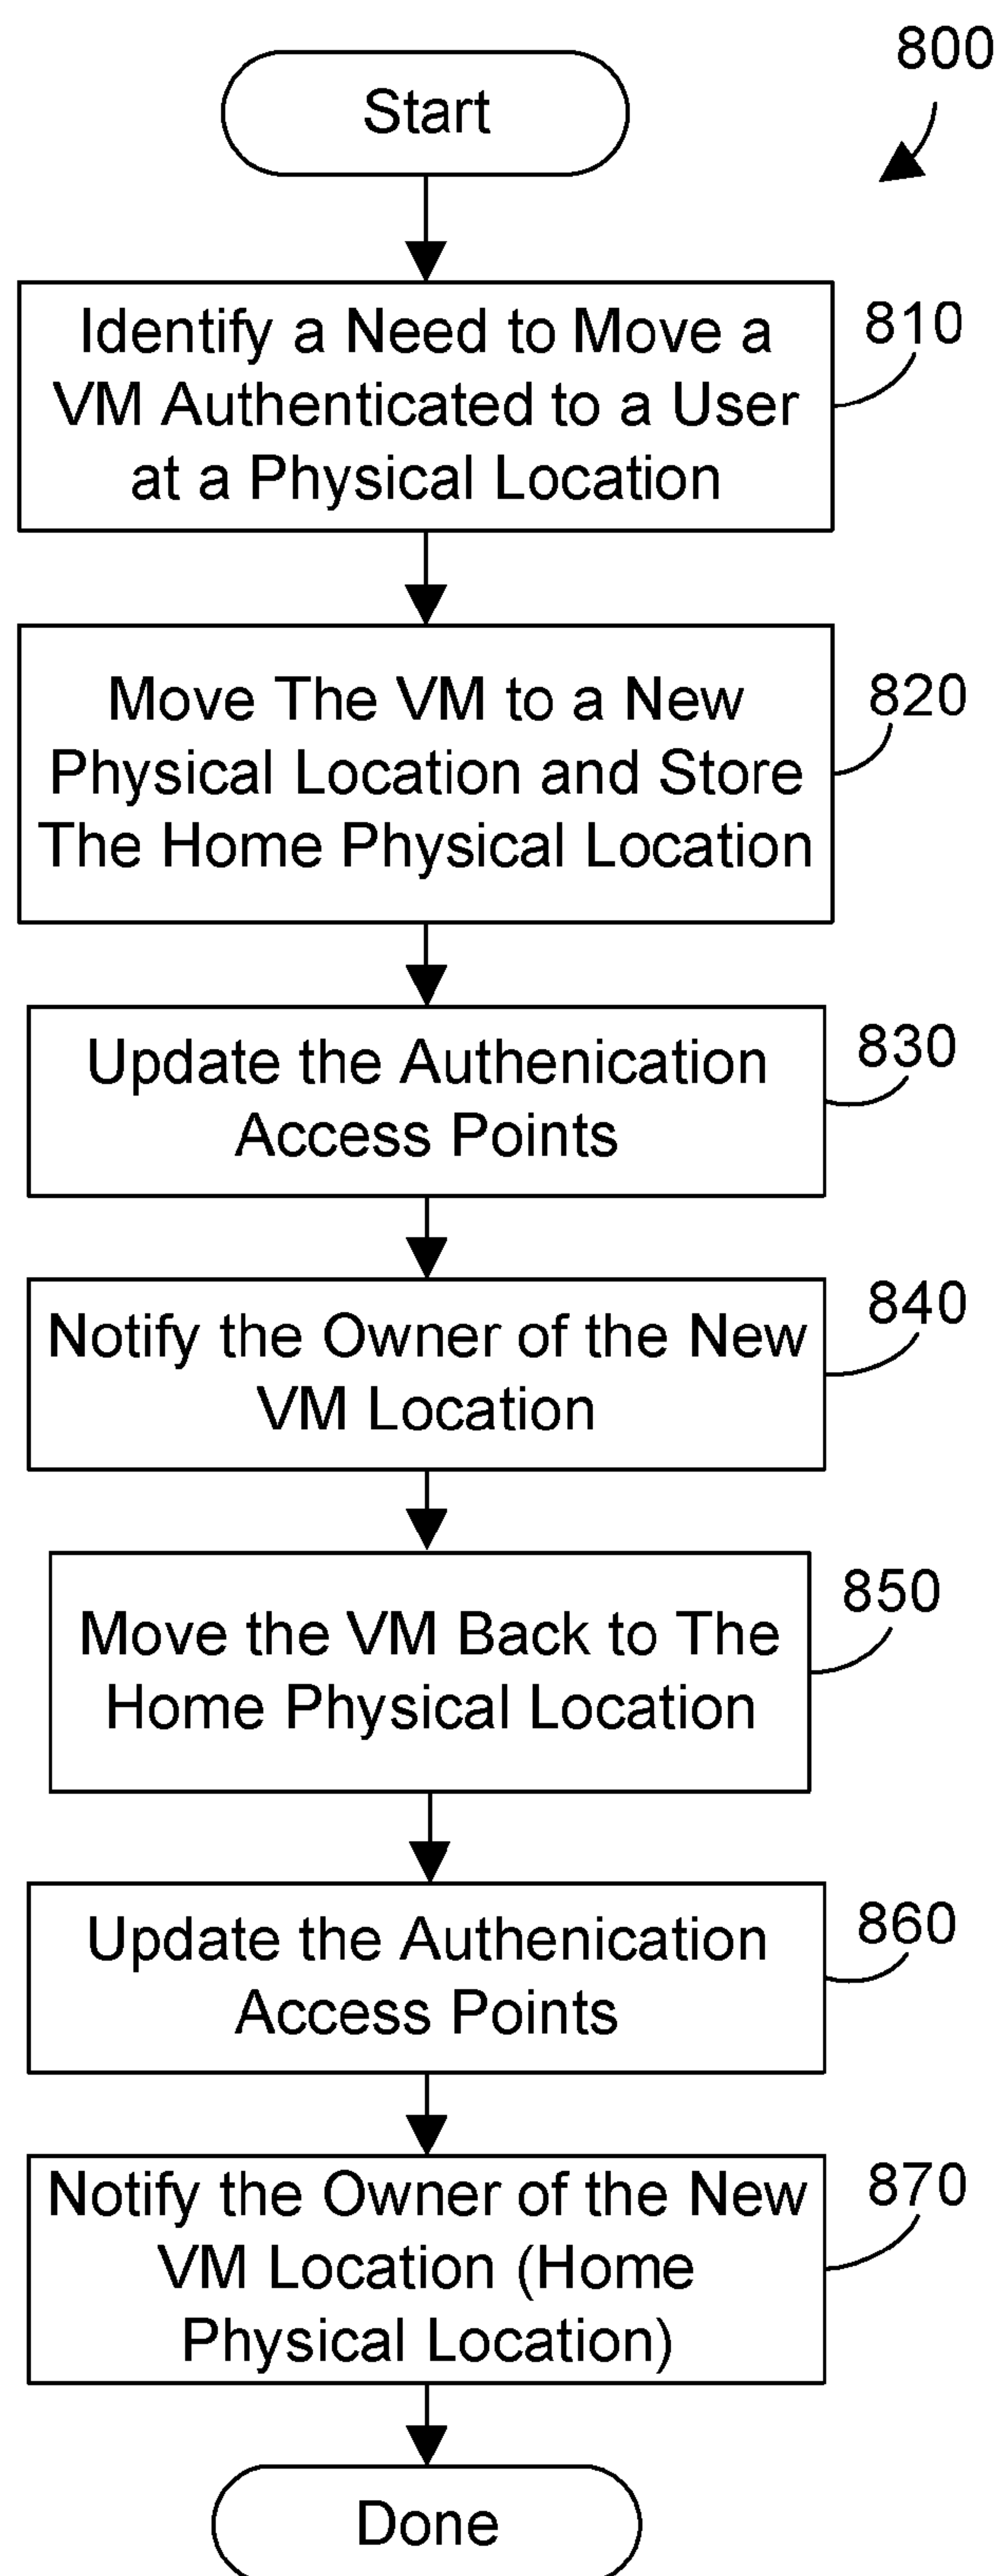 800
Start
Identify a Need to Move a
VM Authenticated to a User
at a Physical Location
810
Move The VM to a New
Physical Location and Store
The Home Physical Location
820
Update the Authenication
Access Points
830
Notify the Owner of the New
VM Location
840
Move the VM Back to The
Home Physical Location
850
Update the Authenication
Access Points
860
Notify the Owner of the New
VM Location (Home
Physical Location)
870
Done